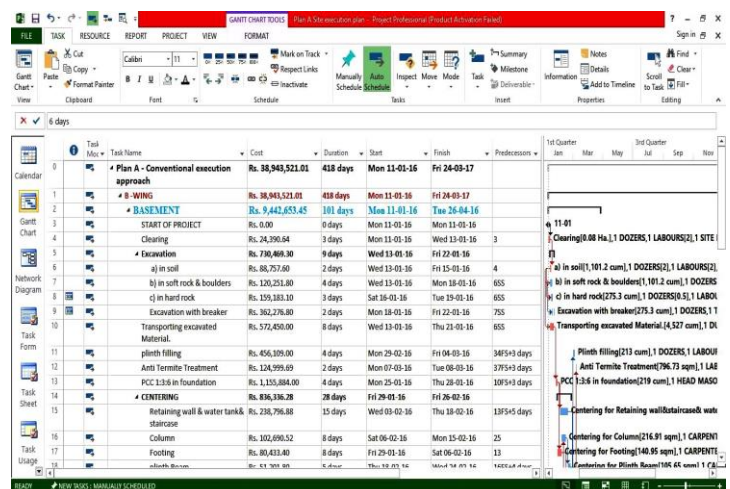 GANTT CHART TOOLS Plan A Site execution plan - Project Professional (Product Activation Failed)
FILE TASK RESOURCE REPORT PROJECT VIEW FORMAT Sign in
Gantt Chart
Paste
Cut
Copy
Format Painter
Calibri 11
B I U
Mark on Track
Respect Links
Inactivate
Manually Schedule
Auto Schedule
Inspect Move Mode
Task
Summary
Milestone
Deliverable
Information
Notes
Details
Add to Timeline
Scroll to Task
Find
Clear
Fill
View Clipboard Font Schedule Tasks Insert Properties Editing
6 days
Calendar
Gantt Chart
Network Diagram
Task Form
Task Sheet
Task Usage
Task Name Cost Duration Start Finish Predecessors
1st Quarter 3rd Quarter
Jan Mar May Jul Sep Nov
0 Plan A - Conventional execution approach Rs. 38,943,521.01 418 days Mon 11-01-16 Fri 24-03-17
1 B -WING Rs. 38,943,521.01 418 days Mon 11-01-16 Fri 24-03-17
2 BASEMENT Rs. 9,442,653.45 101 days Mon 11-01-16 Tue 26-04-16
3 START OF PROJECT Rs. 0.00 0 days Mon 11-01-16 Mon 11-01-16 11-01
4 Clearing Rs. 24,390.64 3 days Mon 11-01-16 Wed 13-01-16 3 Clearing[0.08 Ha.],1 DOZERS,1 LABOURS[2],1 SITE
5 Excavation Rs. 730,469.30 9 days Wed 13-01-16 Fri 22-01-16
6 a) in soil Rs. 88,757.60 2 days Wed 13-01-16 Fri 15-01-16 4 a) in soil[1,101.2 cum],1 DOZERS[2],1 LABOURS[2],
7 b) in soft rock & boulders Rs. 120,251.80 4 days Wed 13-01-16 Mon 18-01-16 6SS b) in soft rock & boulders[1,101.2 cum],1 DOZERS
8 c) in hard rock Rs. 159,183.10 3 days Sat 16-01-16 Tue 19-01-16 6SS c) in hard rock[275.3 cum],1 DOZERS[0.5],1 LABOU
9 Excavation with breaker Rs. 362,276.80 2 days Mon 18-01-16 Fri 22-01-16 7SS Excavation with breaker[275.3 cum],1 DOZERS,1 T
10 Transporting excavated Material. Rs. 572,450.00 8 days Wed 13-01-16 Thu 21-01-16 6SS Transporting excavated Material.[4,527 cum],1 DU
11 plinth filling Rs. 456,109.00 4 days Mon 29-02-16 Fri 04-03-16 34FS+3 days Plinth filling[213 cum],1 DOZERS,1 LABOUR
12 Anti Termite Treatment Rs. 124,999.69 2 days Mon 07-03-16 Tue 08-03-16 37FS+3 days Anti Termite Treatment[796.73 sqm],1 LAB
13 PCC 1:3:6 in foundation Rs. 1,155,884.00 4 days Mon 25-01-16 Thu 28-01-16 10FS+3 days PCC 1:3:6 in foundation[219 cum],1 HEAD MASO
14 CENTERING Rs. 836,336.28 28 days Fri 29-01-16 Fri 26-02-16
15 Retaining wall & water tank& staircase Rs. 238,796.88 15 days Wed 03-02-16 Thu 18-02-16 13FS+5 days Centering for Retaining wall&staircase& wate
16 Column Rs. 102,690.52 8 days Sat 06-02-16 Mon 15-02-16 25 Centering for Column[216.91 sqm],1 CARPENT
17 Footing Rs. 80,433.40 8 days Fri 29-01-16 Sat 06-02-16 13 Centering for Footing[140.95 sqm],1 CARPENTE
READY NEW TASKS : MANUALLY SCHEDULED